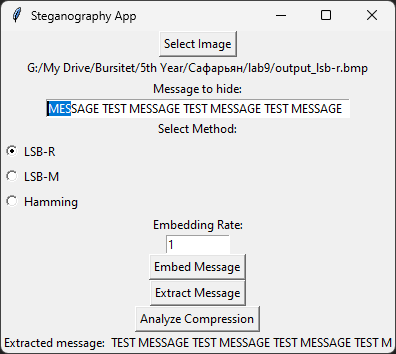 Steganography App
Select Image
G:/My Drive/Bursitet/5th Year/Сафарьян/lab9/output_lsb-r.bmp
Message to hide:
MESSAGE TEST MESSAGE TEST MESSAGE TEST MESSAGE
Select Method:
LSB-R
LSB-M
Hamming
Embedding Rate:
1
Embed Message
Extract Message
Analyze Compression
Extracted message: TEST MESSAGE TEST MESSAGE TEST MESSAGE TEST M